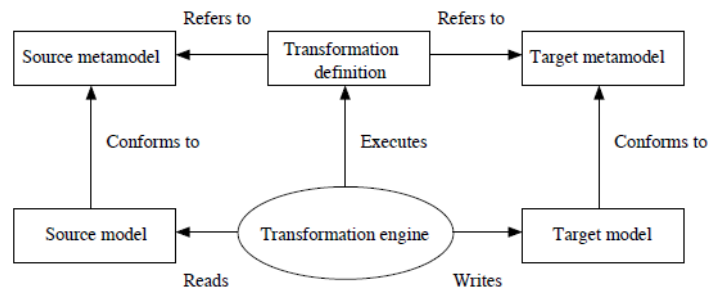 Refers to
Refers to
Source metamodel
Transformation
definition
Target metamodel
Conforms to
Executes
Conforms to
Source model
Transformation engine
Target model
Reads
Writes